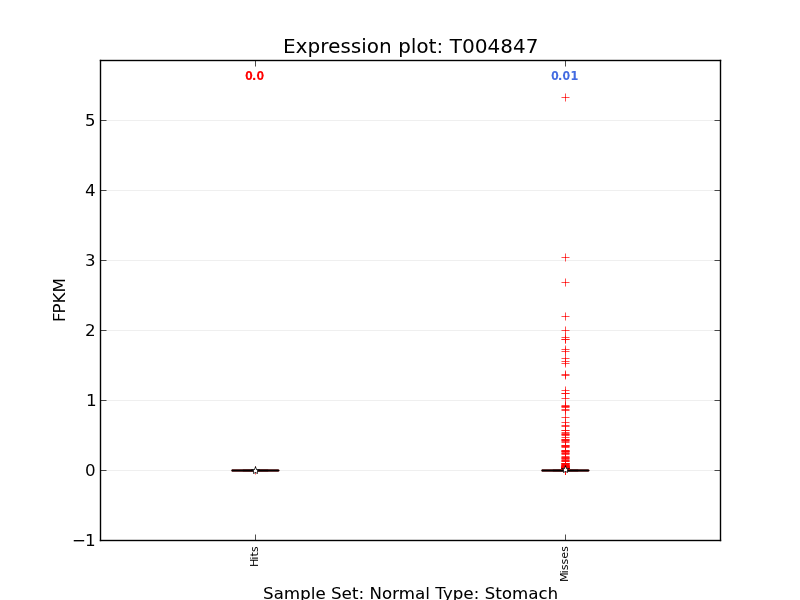 Expression plot: T004847
0.0 0.01
5
4
3
2
1
0
−1
FPKM
Hits
Misses
Sample Set: Normal Type: Stomach